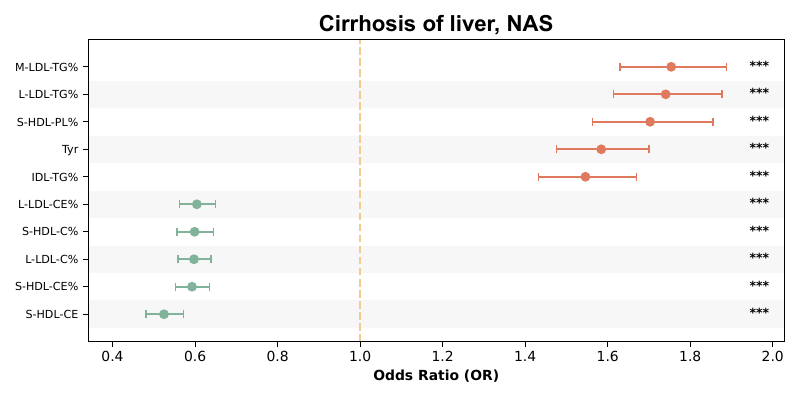 Cirrhosis of liver, NAS
M-LDL-TG% ***
L-LDL-TG% ***
S-HDL-PL% ***
Tyr ***
IDL-TG% ***
L-LDL-CE% ***
S-HDL-C% ***
L-LDL-C% ***
S-HDL-CE% ***
S-HDL-CE ***
0.4 0.6 0.8 1.0 1.2 1.4 1.6 1.8 2.0
Odds Ratio (OR)